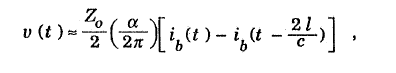 υ(t) ≈ Z₀/2 (α/2π) [i_b(t) − i_b(t − 2l/c)] ,